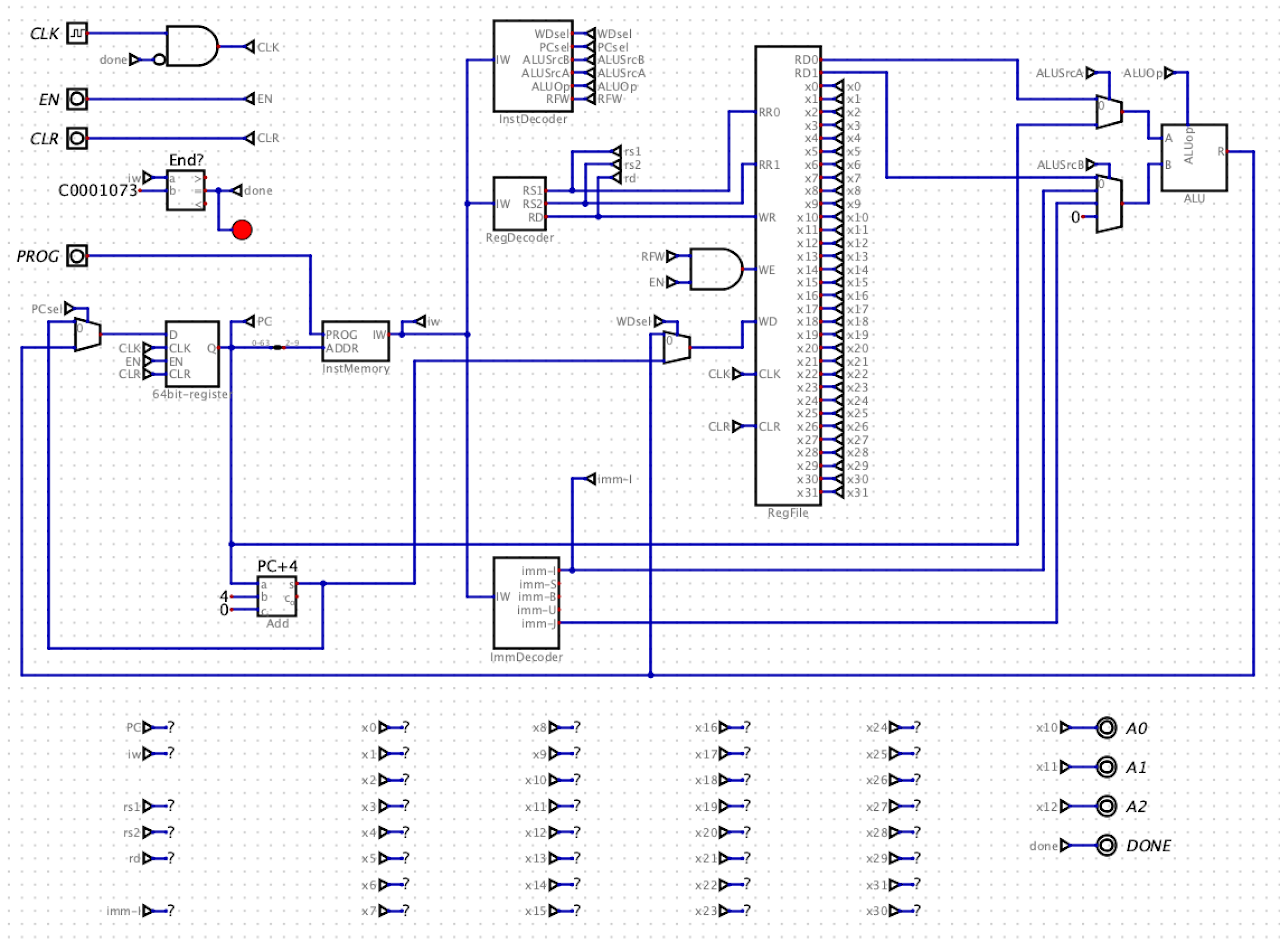 CLK
done
CLK
EN
EN
CLR
CLR
End?
iw
a
>
C0001073
b
=
done
<
PROG
PCsel
0
D
CLK
CLK
Q
EN
EN
CLR
CLR
64bit-registe
PC
0-63
2-9
PROG
IW
ADDR
InstMemory
iw
IW
WDsel
PCsel
ALUSrcB
ALUSrcA
ALUOp
RFW
WDsel
PCsel
ALUSrcB
ALUSrcA
ALUOp
RFW
InstDecoder
rs1
rs2
rd
IW
RS1
RS2
RD
RegDecoder
RFW
EN
WDsel
0
CLK
CLR
RR0
RR1
WR
WE
WD
CLK
CLR
RD0
RD1
x0 x0
x1 x1
x2 x2
x3 x3
x4 x4
x5 x5
x6 x6
x7 x7
x8 x8
x9 x9
x10 x10
x11 x11
x12 x12
x13 x13
x14 x14
x15 x15
x16 x16
x17 x17
x18 x18
x19 x19
x20 x20
x21 x21
x22 x22
x23 x23
x24 x24
x25 x25
x26 x26
x27 x27
x28 x28
x29 x29
x30 x30
x31 x31
RegFile
ALUSrcA
ALUOp
0
ALUSrcB
0
0
A
B
ALUop
R
ALU
imm-I
PC+4
a
s
4
b
0
Add
IW
imm-I
imm-S
imm-B
imm-U
imm-J
ImmDecoder
PC ?
iw ?
rs1 ?
rs2 ?
rd ?
imm-I ?
x0 ?
x1 ?
x2 ?
x3 ?
x4 ?
x5 ?
x6 ?
x7 ?
x8 ?
x9 ?
x10 ?
x11 ?
x12 ?
x13 ?
x14 ?
x15 ?
x16 ?
x17 ?
x18 ?
x19 ?
x20 ?
x21 ?
x22 ?
x23 ?
x24 ?
x25 ?
x26 ?
x27 ?
x28 ?
x29 ?
x31 ?
x30 ?
x10 A0
x11 A1
x12 A2
done DONE